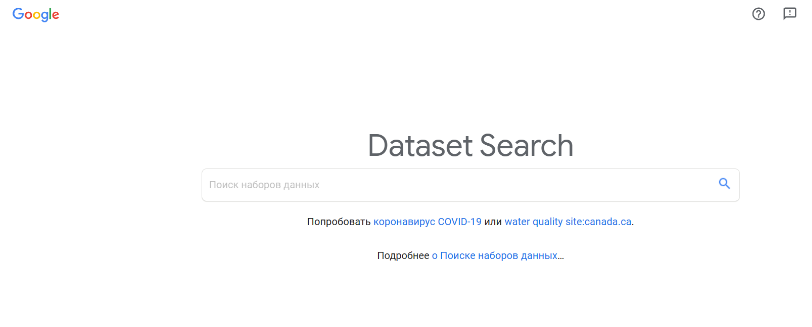 Google
Dataset Search
Поиск наборов данных
Попробовать коронавирус COVID-19 или water quality site:canada.ca.
Подробнее о Поиске наборов данных…